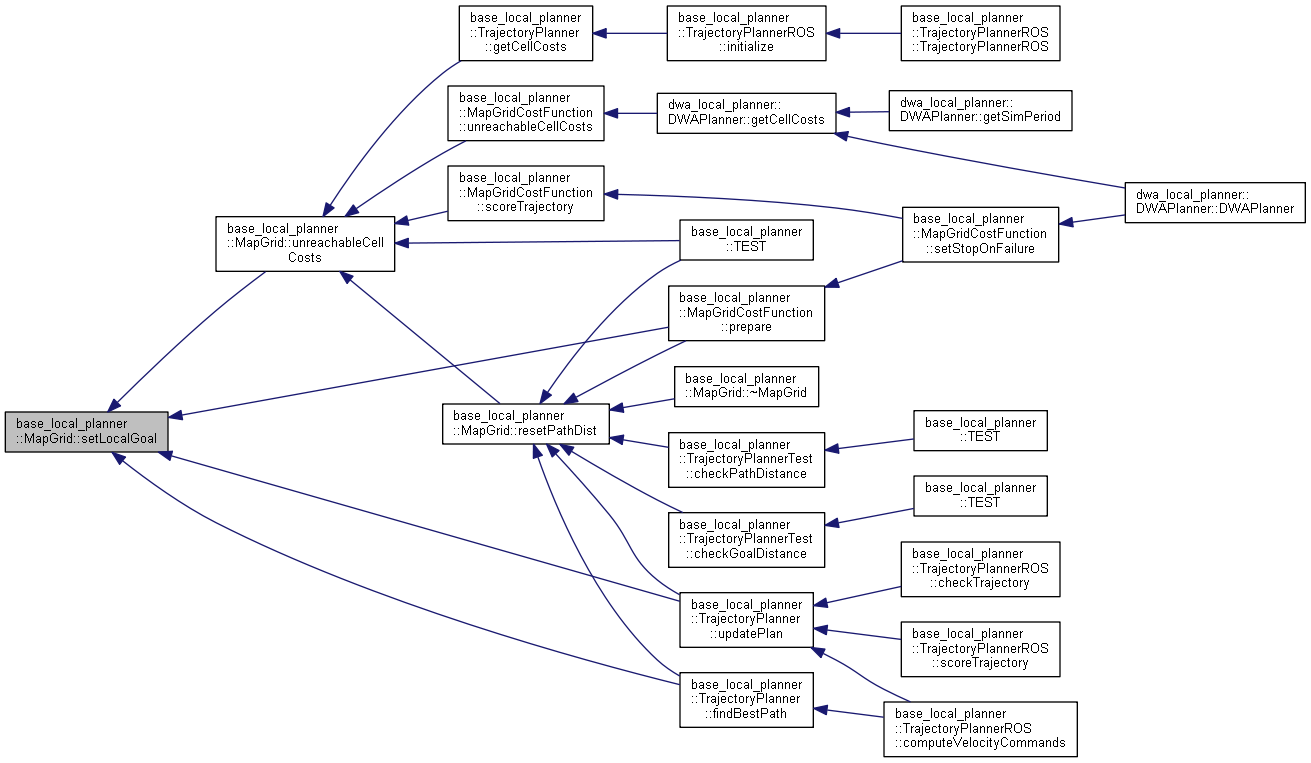 base_local_planner
::TrajectoryPlanner
::getCellCosts
base_local_planner
::TrajectoryPlannerROS
::initialize
base_local_planner
::TrajectoryPlannerROS
::TrajectoryPlannerROS
base_local_planner
::MapGridCostFunction
::unreachableCellCosts
dwa_local_planner::
DWAPlanner::getCellCosts
dwa_local_planner::
DWAPlanner::getSimPeriod
base_local_planner
::MapGridCostFunction
::scoreTrajectory
dwa_local_planner::
DWAPlanner::DWAPlanner
base_local_planner
::MapGrid::unreachableCell
Costs
base_local_planner
::TEST
base_local_planner
::MapGridCostFunction
::setStopOnFailure
base_local_planner
::MapGridCostFunction
::prepare
base_local_planner
::MapGrid::~MapGrid
base_local_planner
::MapGrid::setLocalGoal
base_local_planner
::MapGrid::resetPathDist
base_local_planner
::TrajectoryPlannerTest
::checkPathDistance
base_local_planner
::TEST
base_local_planner
::TrajectoryPlannerTest
::checkGoalDistance
base_local_planner
::TEST
base_local_planner
::TrajectoryPlanner
::updatePlan
base_local_planner
::TrajectoryPlannerROS
::checkTrajectory
base_local_planner
::TrajectoryPlannerROS
::scoreTrajectory
base_local_planner
::TrajectoryPlanner
::findBestPath
base_local_planner
::TrajectoryPlannerROS
::computeVelocityCommands